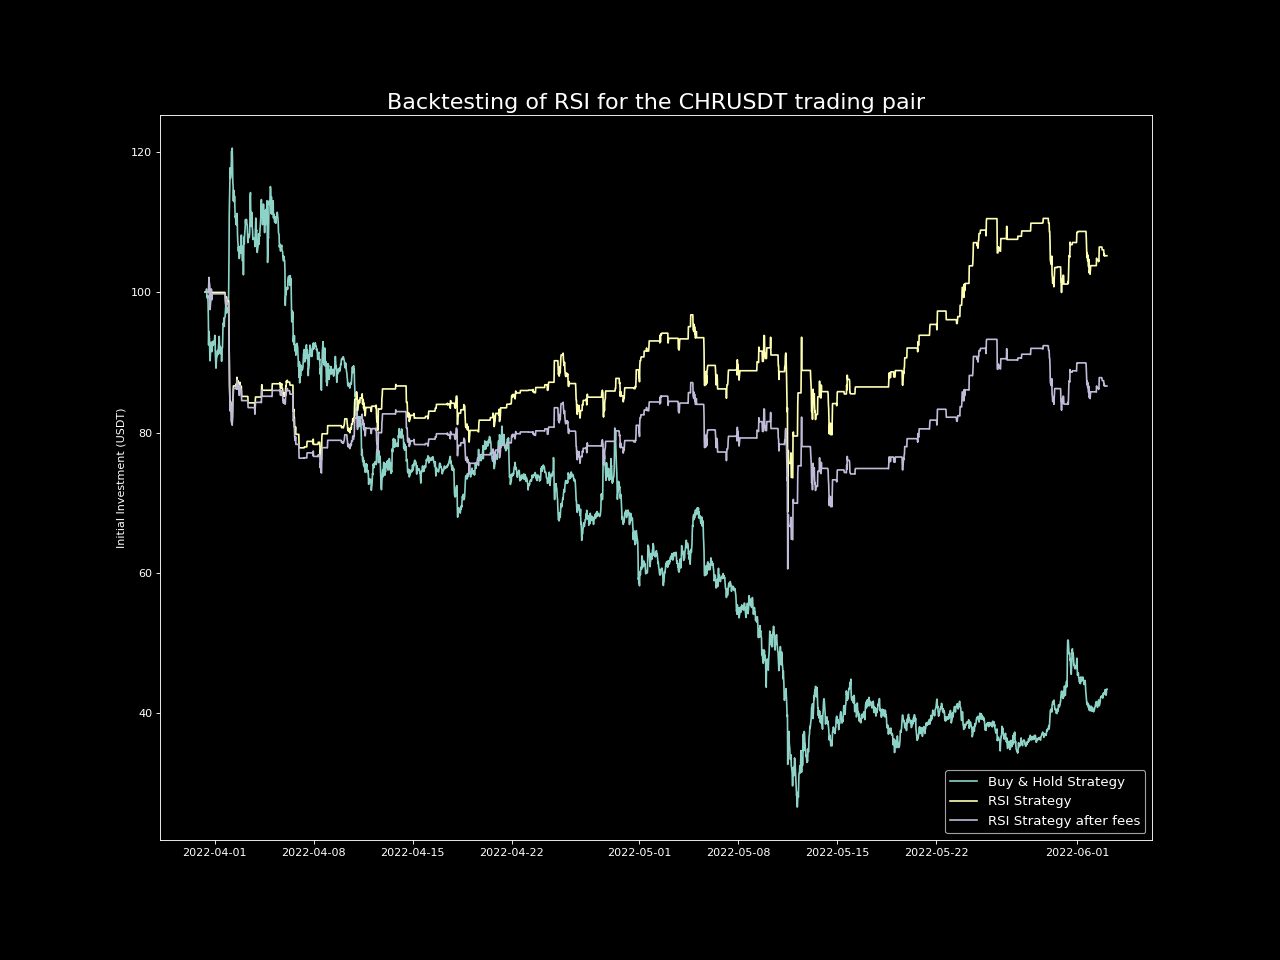 Backtesting of RSI for the CHRUSDT trading pair
Initial Investment (USDT)
120
100
80
60
40
2022-04-01 2022-04-08 2022-04-15 2022-04-22 2022-05-01 2022-05-08 2022-05-15 2022-05-22 2022-06-01
Buy & Hold Strategy
RSI Strategy
RSI Strategy after fees